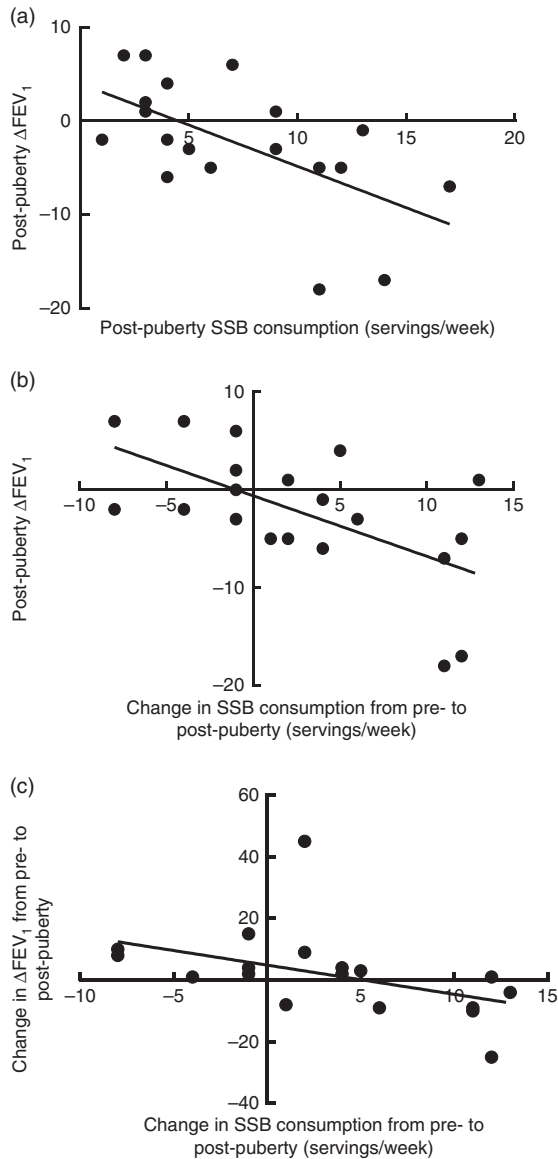 (a)
10
0
−10
−20
5
10
15
20
Post-puberty ΔFEV₁
Post-puberty SSB consumption (servings/week)
(b)
10
−10
−5
0
5
10
15
−10
−20
Post-puberty ΔFEV₁
Change in SSB consumption from pre- to
post-puberty (servings/week)
(c)
60
40
20
−10
−5
0
5
10
15
−20
−40
Change in ΔFEV₁ from pre- to
post-puberty
Change in SSB consumption from pre- to
post-puberty (servings/week)